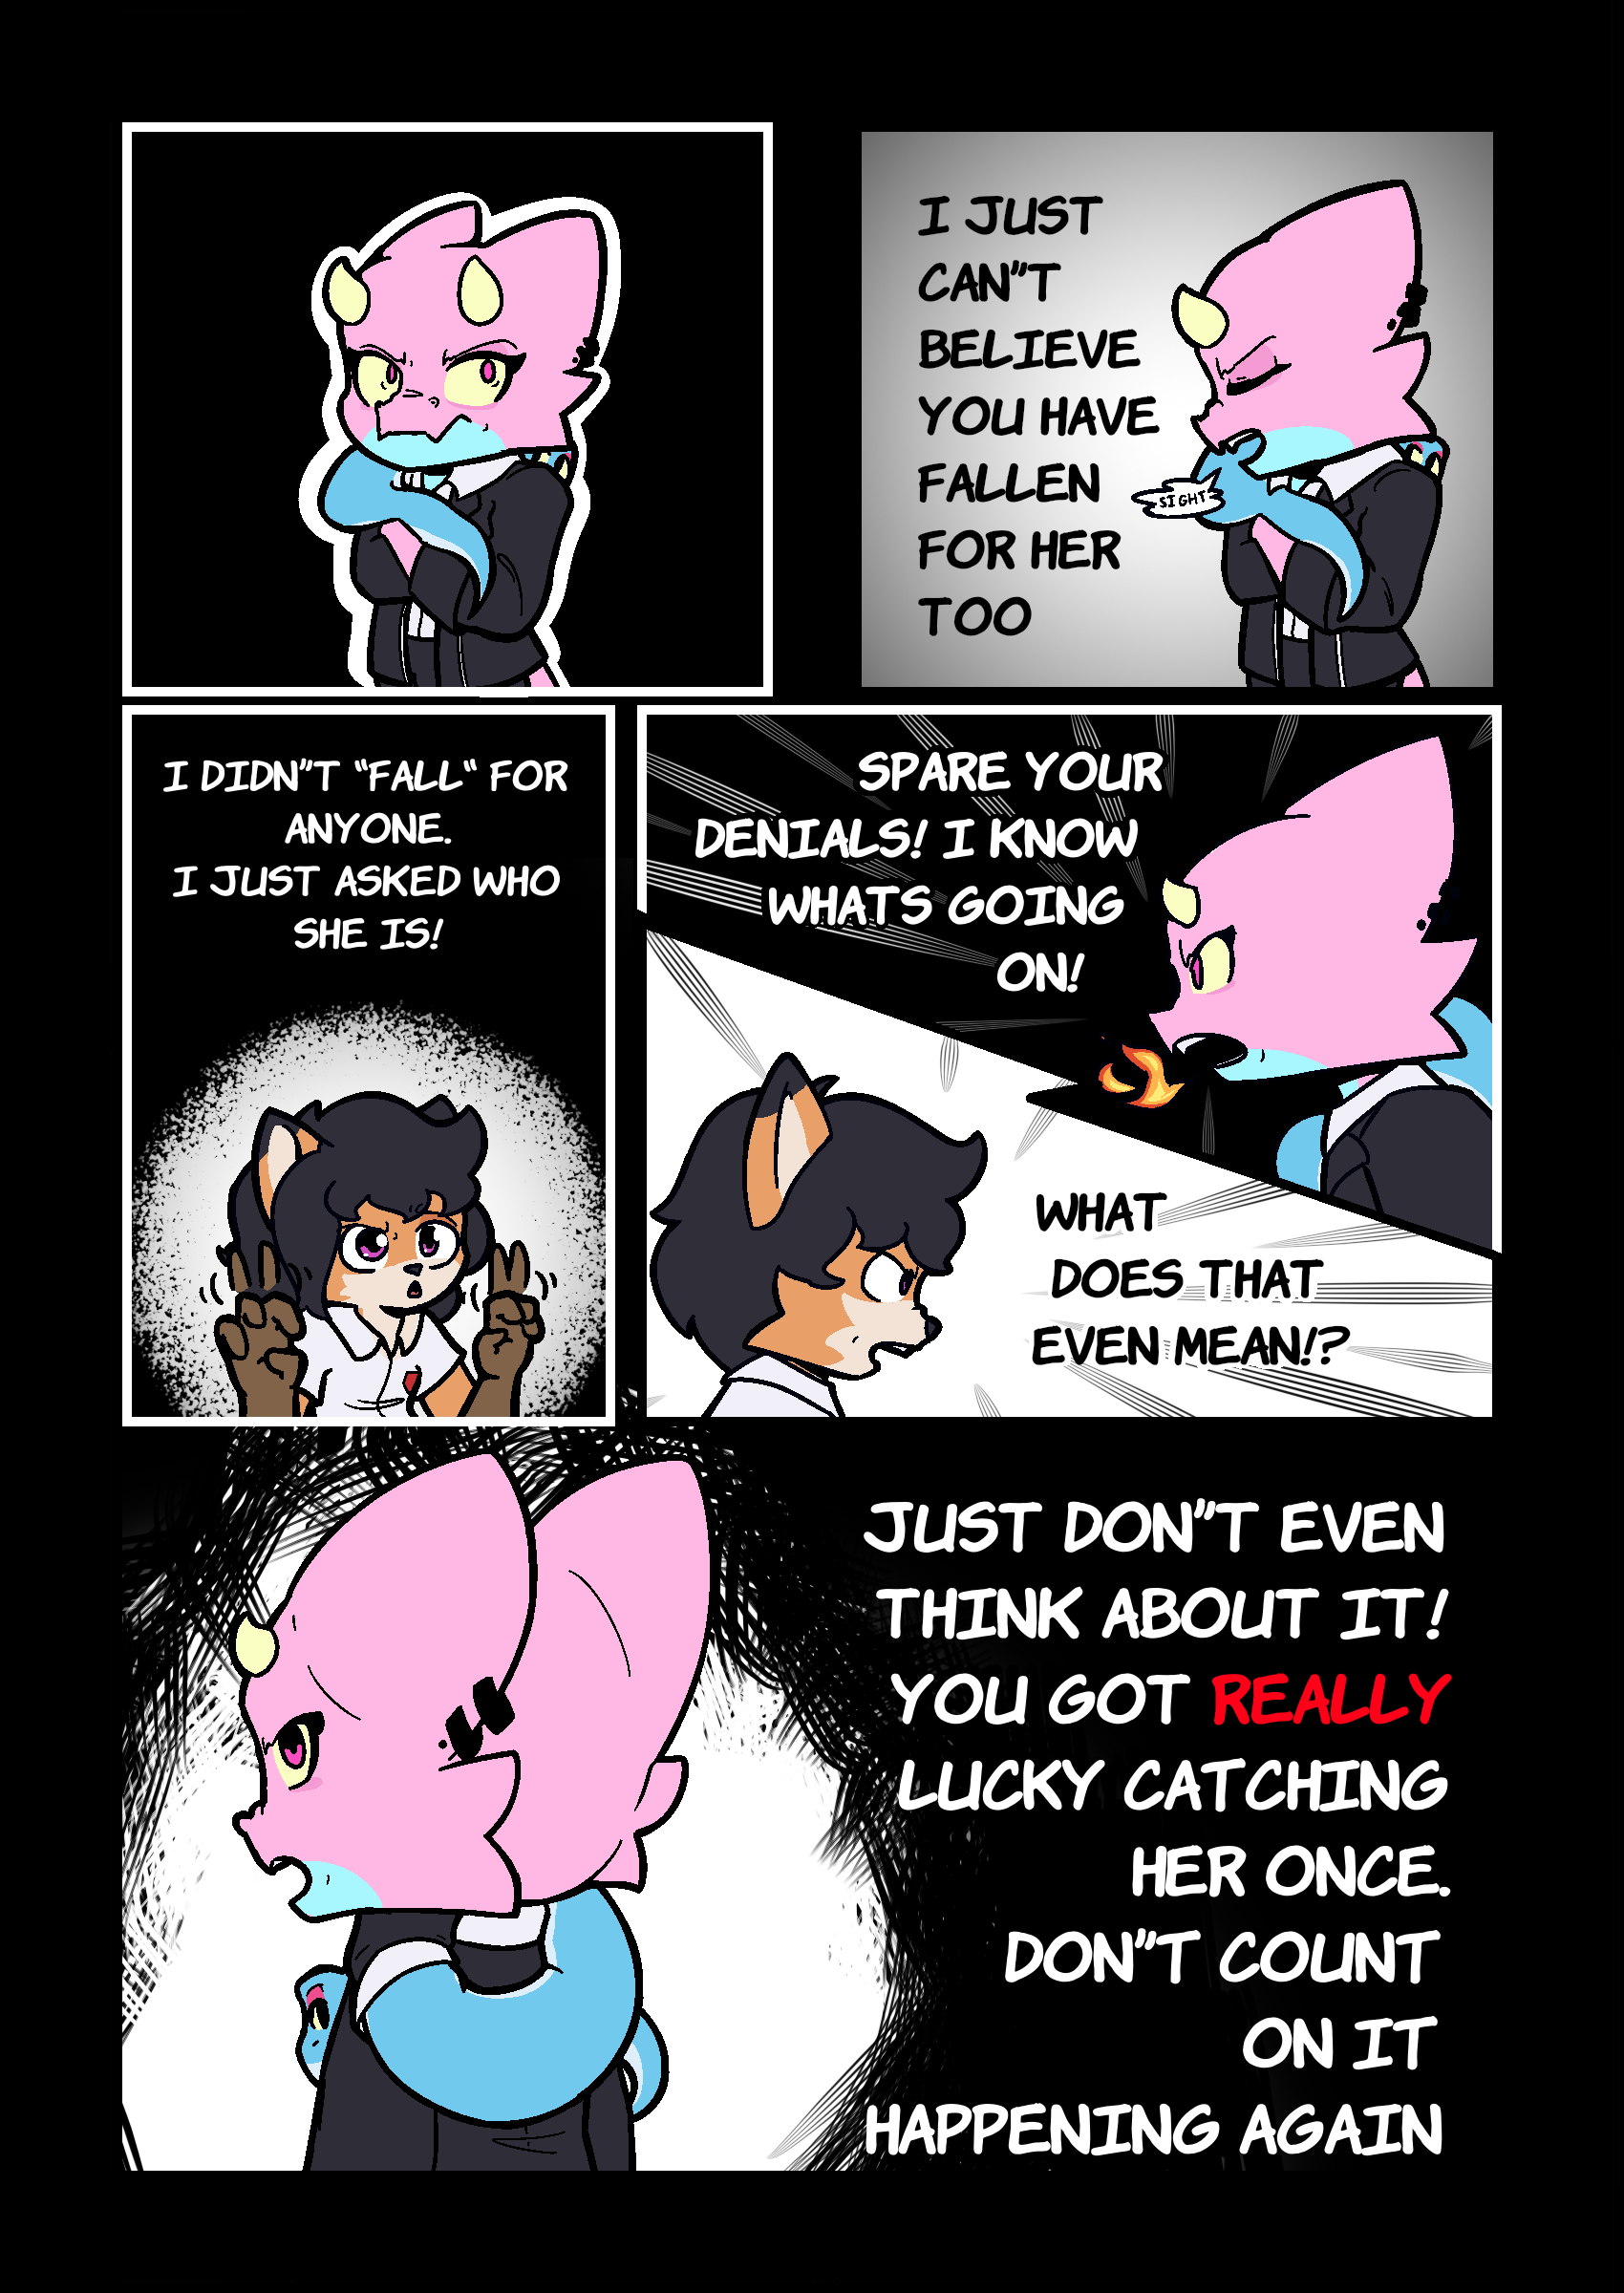 I JUST
CAN"T
BELIEVE
YOU HAVE
FALLEN
FOR HER
TOO
SIGHT
I DIDN"T "FALL" FOR
ANYONE.
I JUST ASKED WHO
SHE IS!
SPARE YOUR
DENIALS! I KNOW
WHATS GOING
ON!
WHAT
DOES THAT
EVEN MEAN!?
JUST DON"T EVEN
THINK ABOUT IT!
YOU GOT REALLY
LUCKY CATCHING
HER ONCE.
DON"T COUNT
ON IT
HAPPENING AGAIN